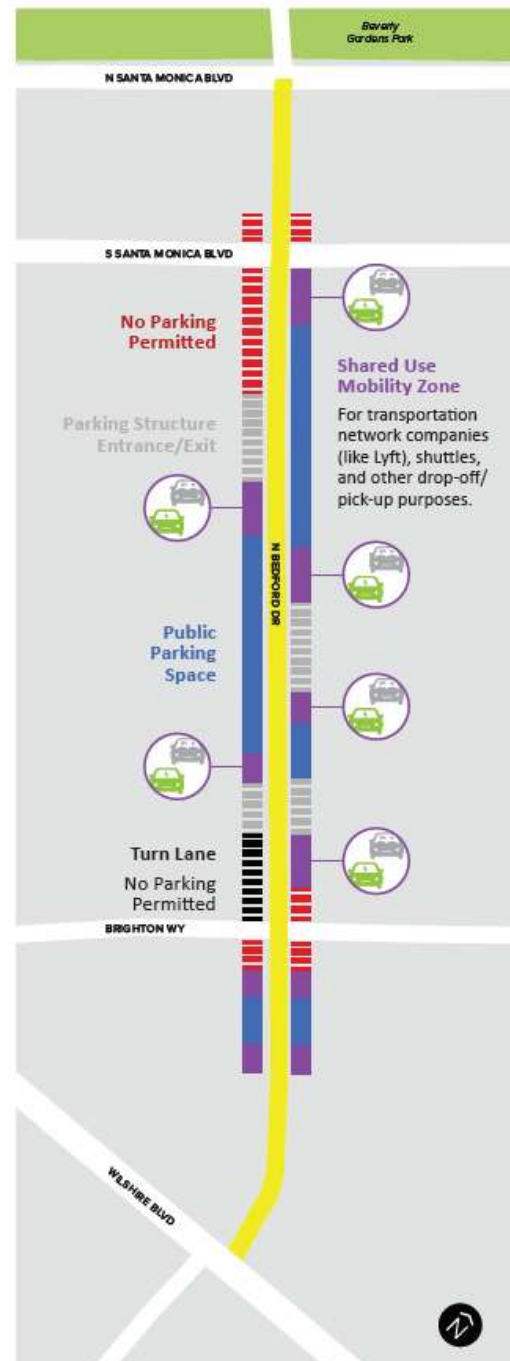 Beverly
Gardens Park
N SANTA MONICA BLVD
S SANTA MONICA BLVD
No Parking
Permitted
Shared Use
Mobility Zone
For transportation
network companies
(like Lyft), shuttles,
and other drop-off/
pick-up purposes.
Parking Structure
Entrance/Exit
N BEDFORD DR
Public
Parking
Space
Turn Lane
No Parking
Permitted
BRIGHTON WY
WILSHIRE BLVD
N